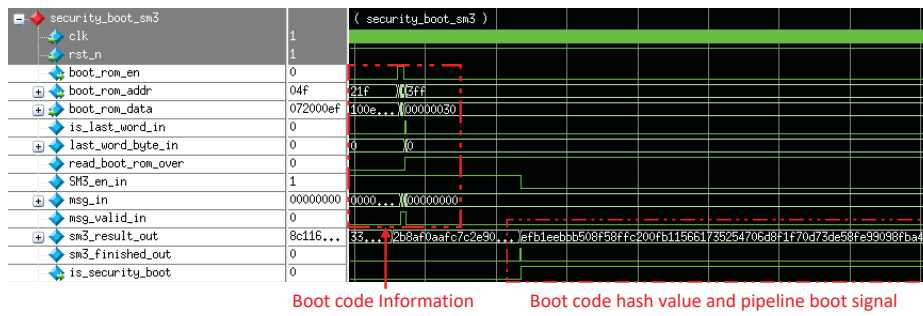 security_boot_sm3 ( security_boot_sm3 )
clk 1
rst_n 1
boot_rom_en 0
boot_rom_addr 04f 21f 3ff
boot_rom_data 072000ef 100e... 00000030
is_last_word_in 0
last_word_byte_in 0 0 0
read_boot_rom_over 0
SM3_en_in 1
msg_in 00000000 0000... 00000000
msg_valid_in 0
sm3_result_out 8c116... 33... 2b8af0aafc7c2e90... efb1eebbb508f58ffc200fb115661735254706d8f1f70d73de58fe99098fba4
sm3_finished_out 0
is_security_boot 0
Boot code Information Boot code hash value and pipeline boot signal